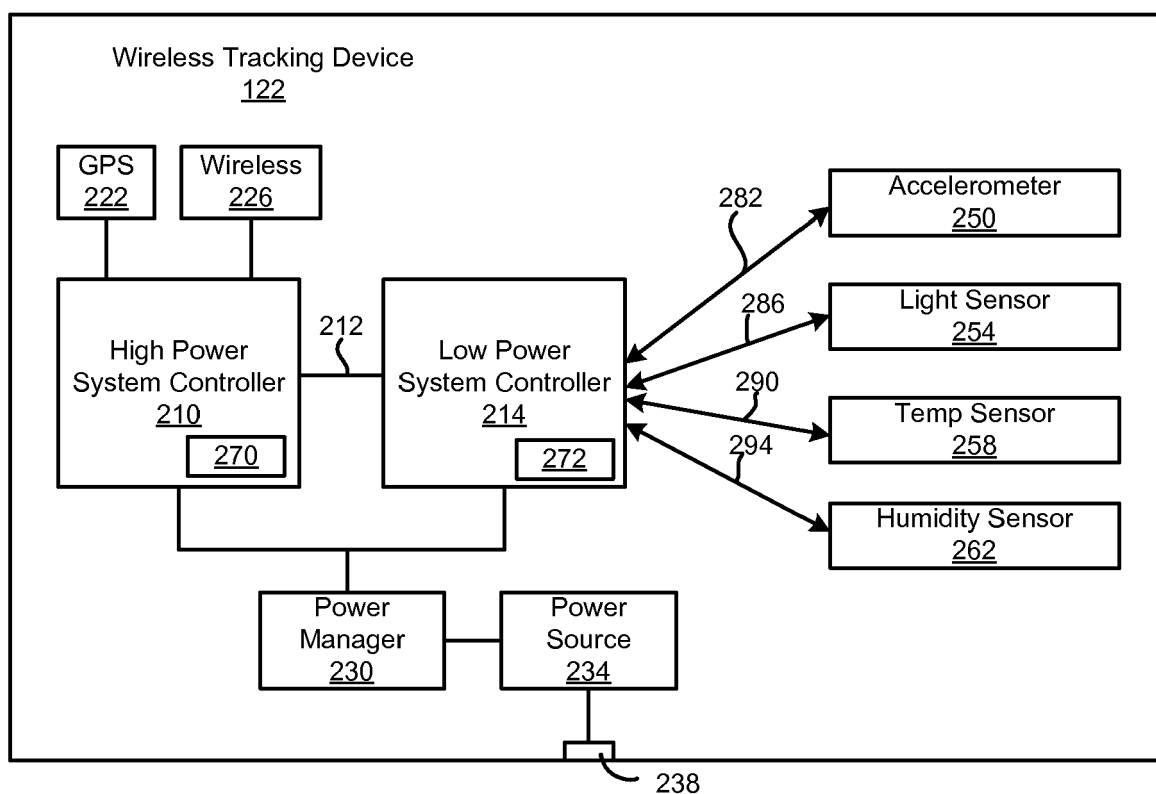 Wireless Tracking Device
122
GPS
222
Wireless
226
High Power
System Controller
210
270
212
Low Power
System Controller
214
272
282
286
290
294
Accelerometer
250
Light Sensor
254
Temp Sensor
258
Humidity Sensor
262
Power
Manager
230
Power
Source
234
238